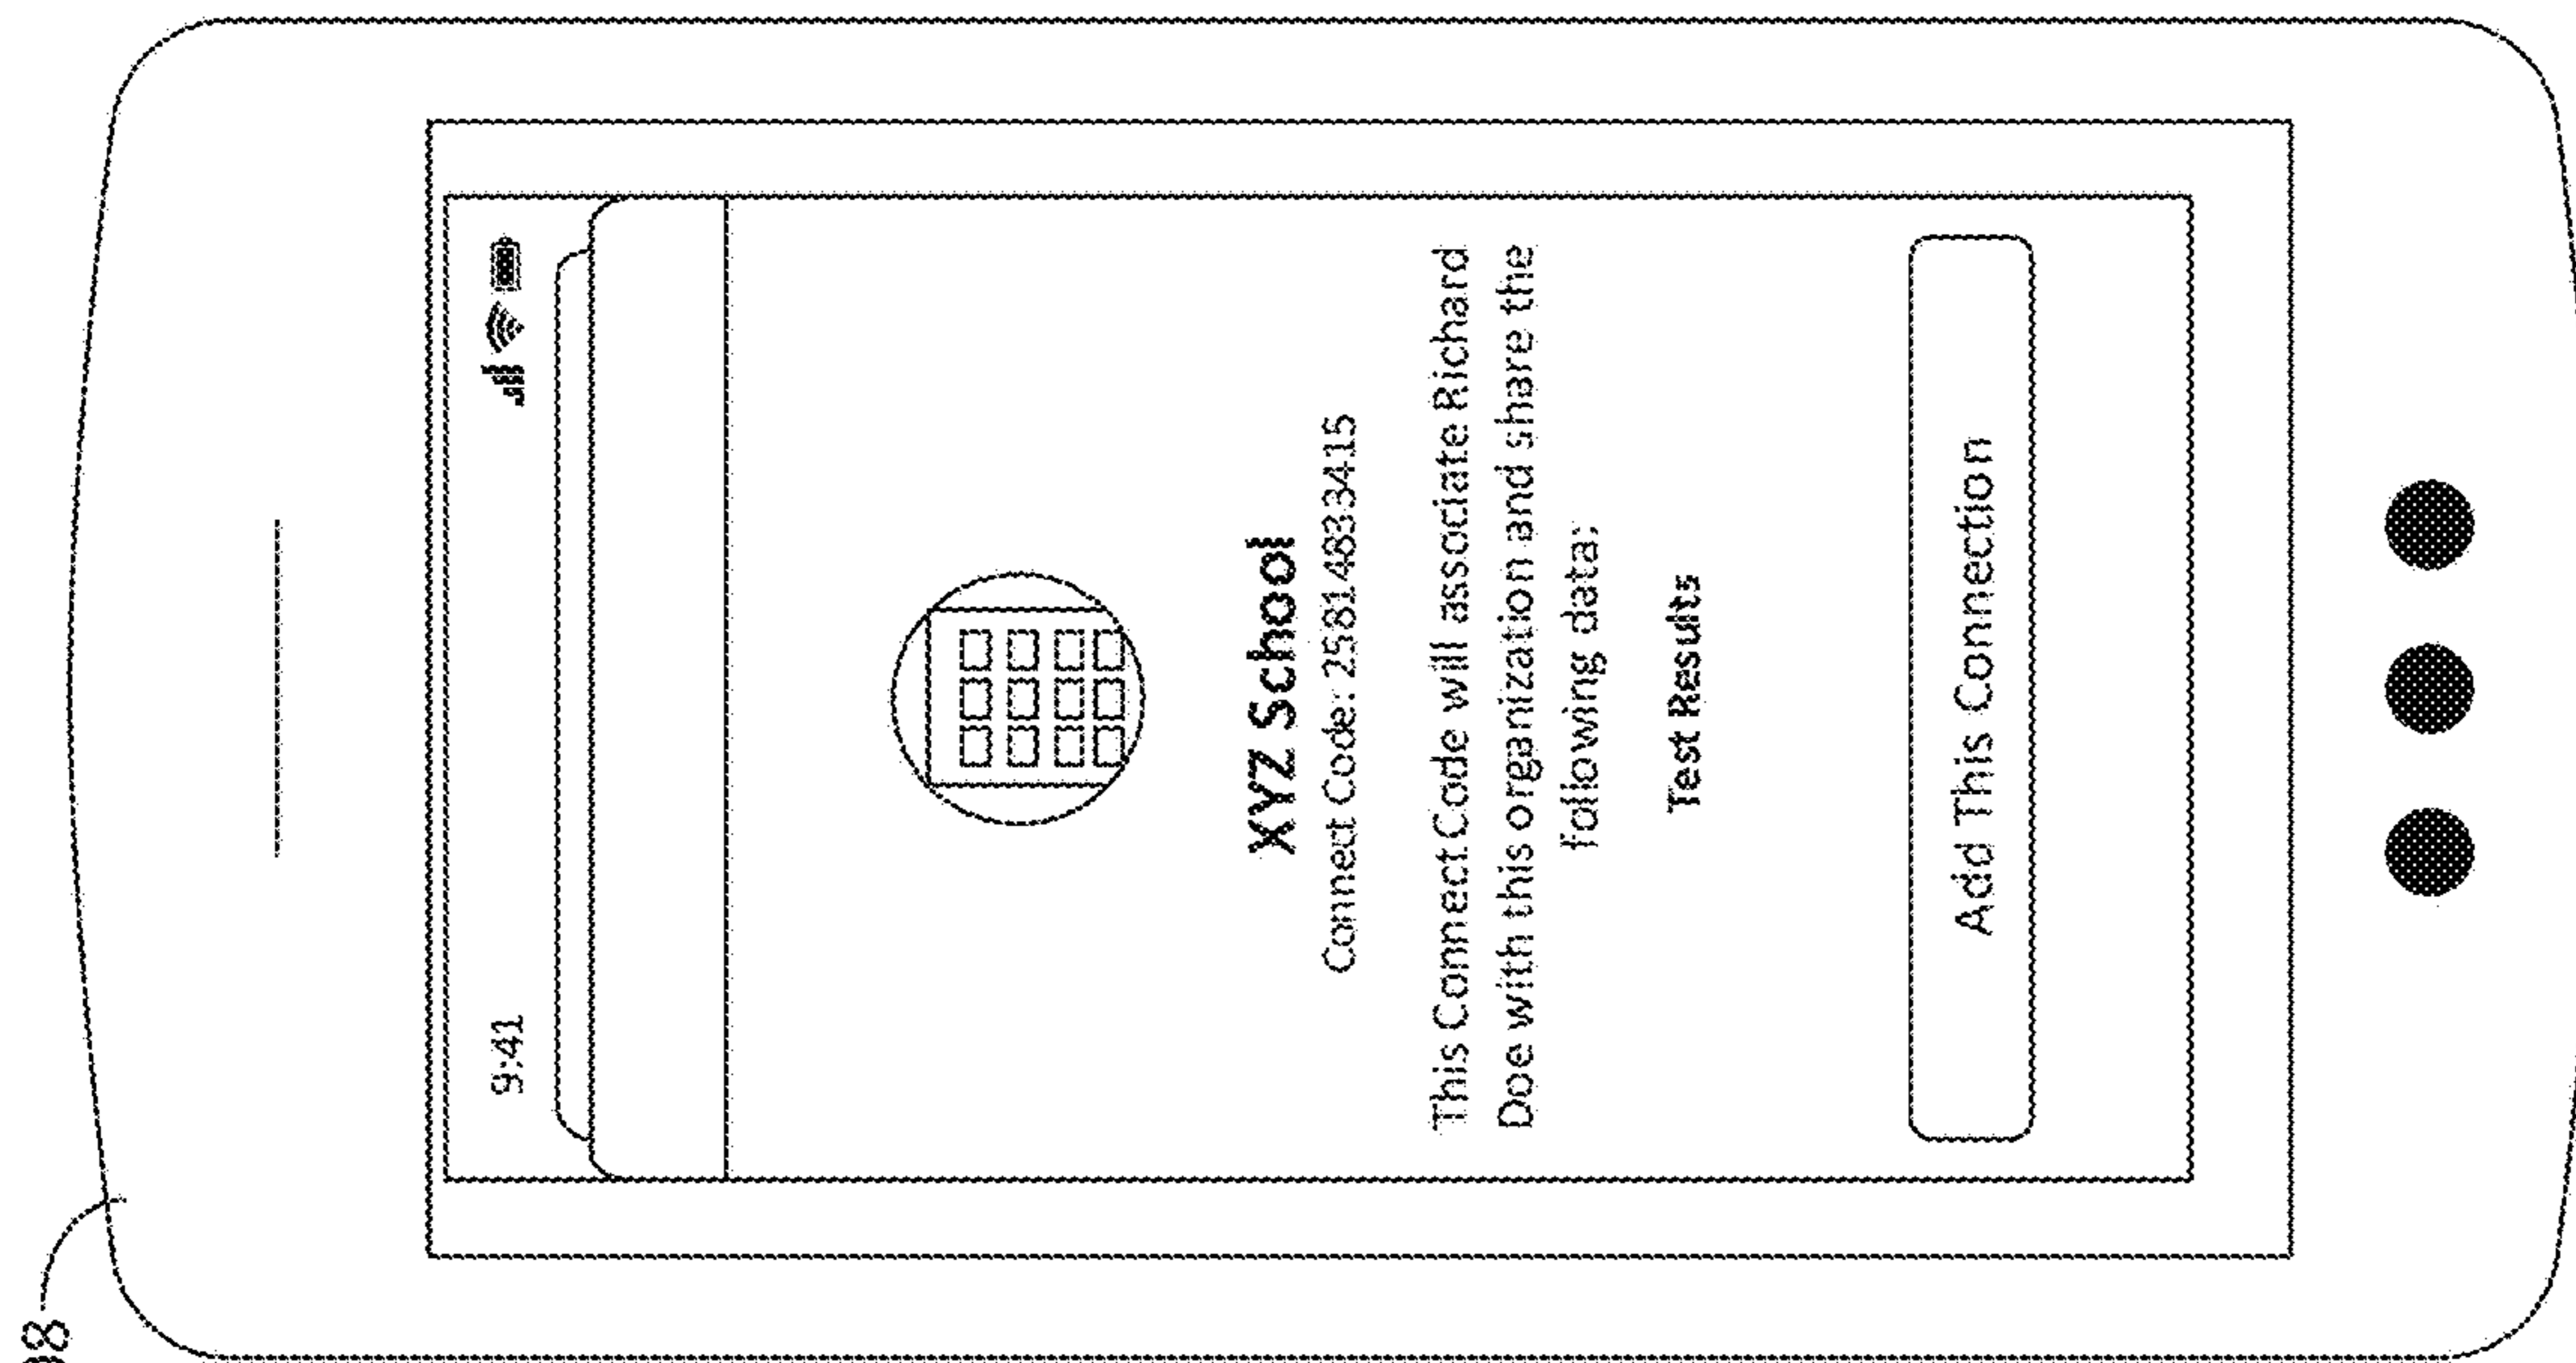 9:41
XYZ School
Connect Code: 25814833415
This Connect Code will associate Richard
Doe with this organization and share the
following data:
Test Results
Add This Connection